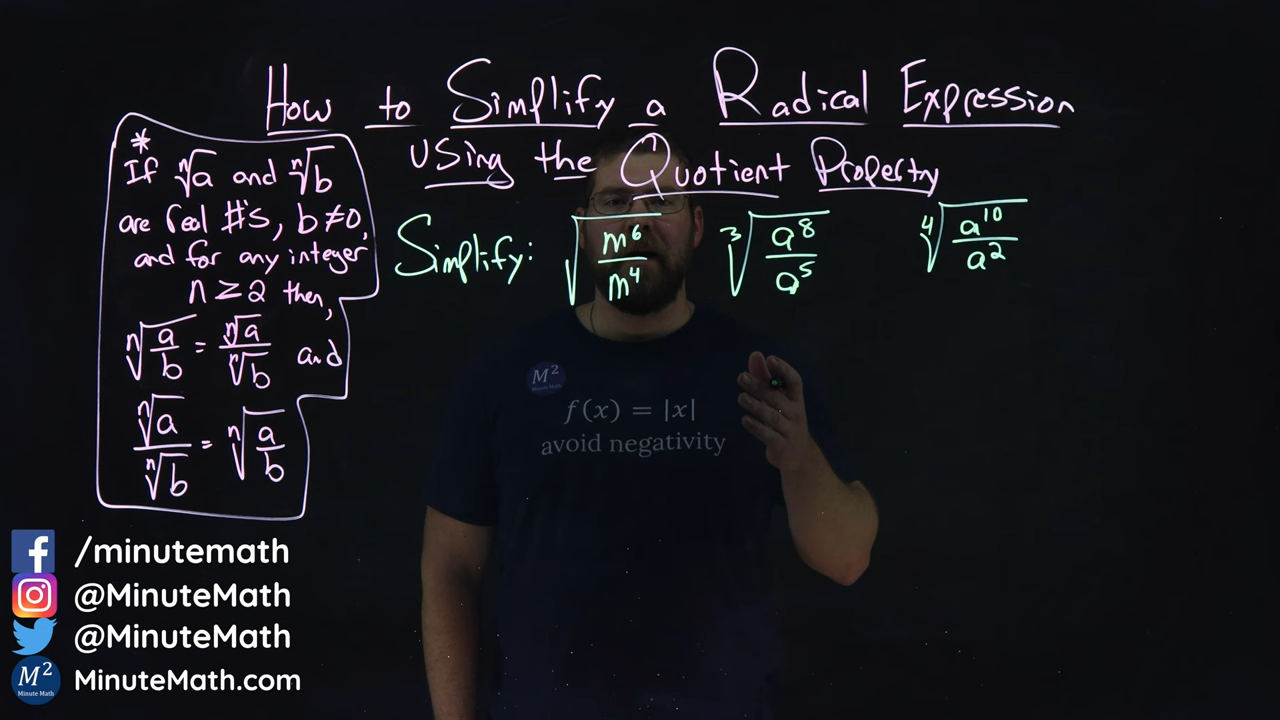 How to Simplify a Radical Expression
using the Quotient Property
*
If ⁿ√a and ⁿ√b
are real #'s, b ≠ 0,
and for any integer
n ≥ 2 then,
ⁿ√(a/b) = ⁿ√a/ⁿ√b and
ⁿ√a/ⁿ√b = ⁿ√(a/b)
Simplify: √(m⁶/m⁴) ³√(a⁸/a⁵) ⁴√(a¹⁰/a²)
M²
Minute Math
f(x) = |x|
avoid negativity
/minutemath
@MinuteMath
@MinuteMath
M²
Minute Math
MinuteMath.com